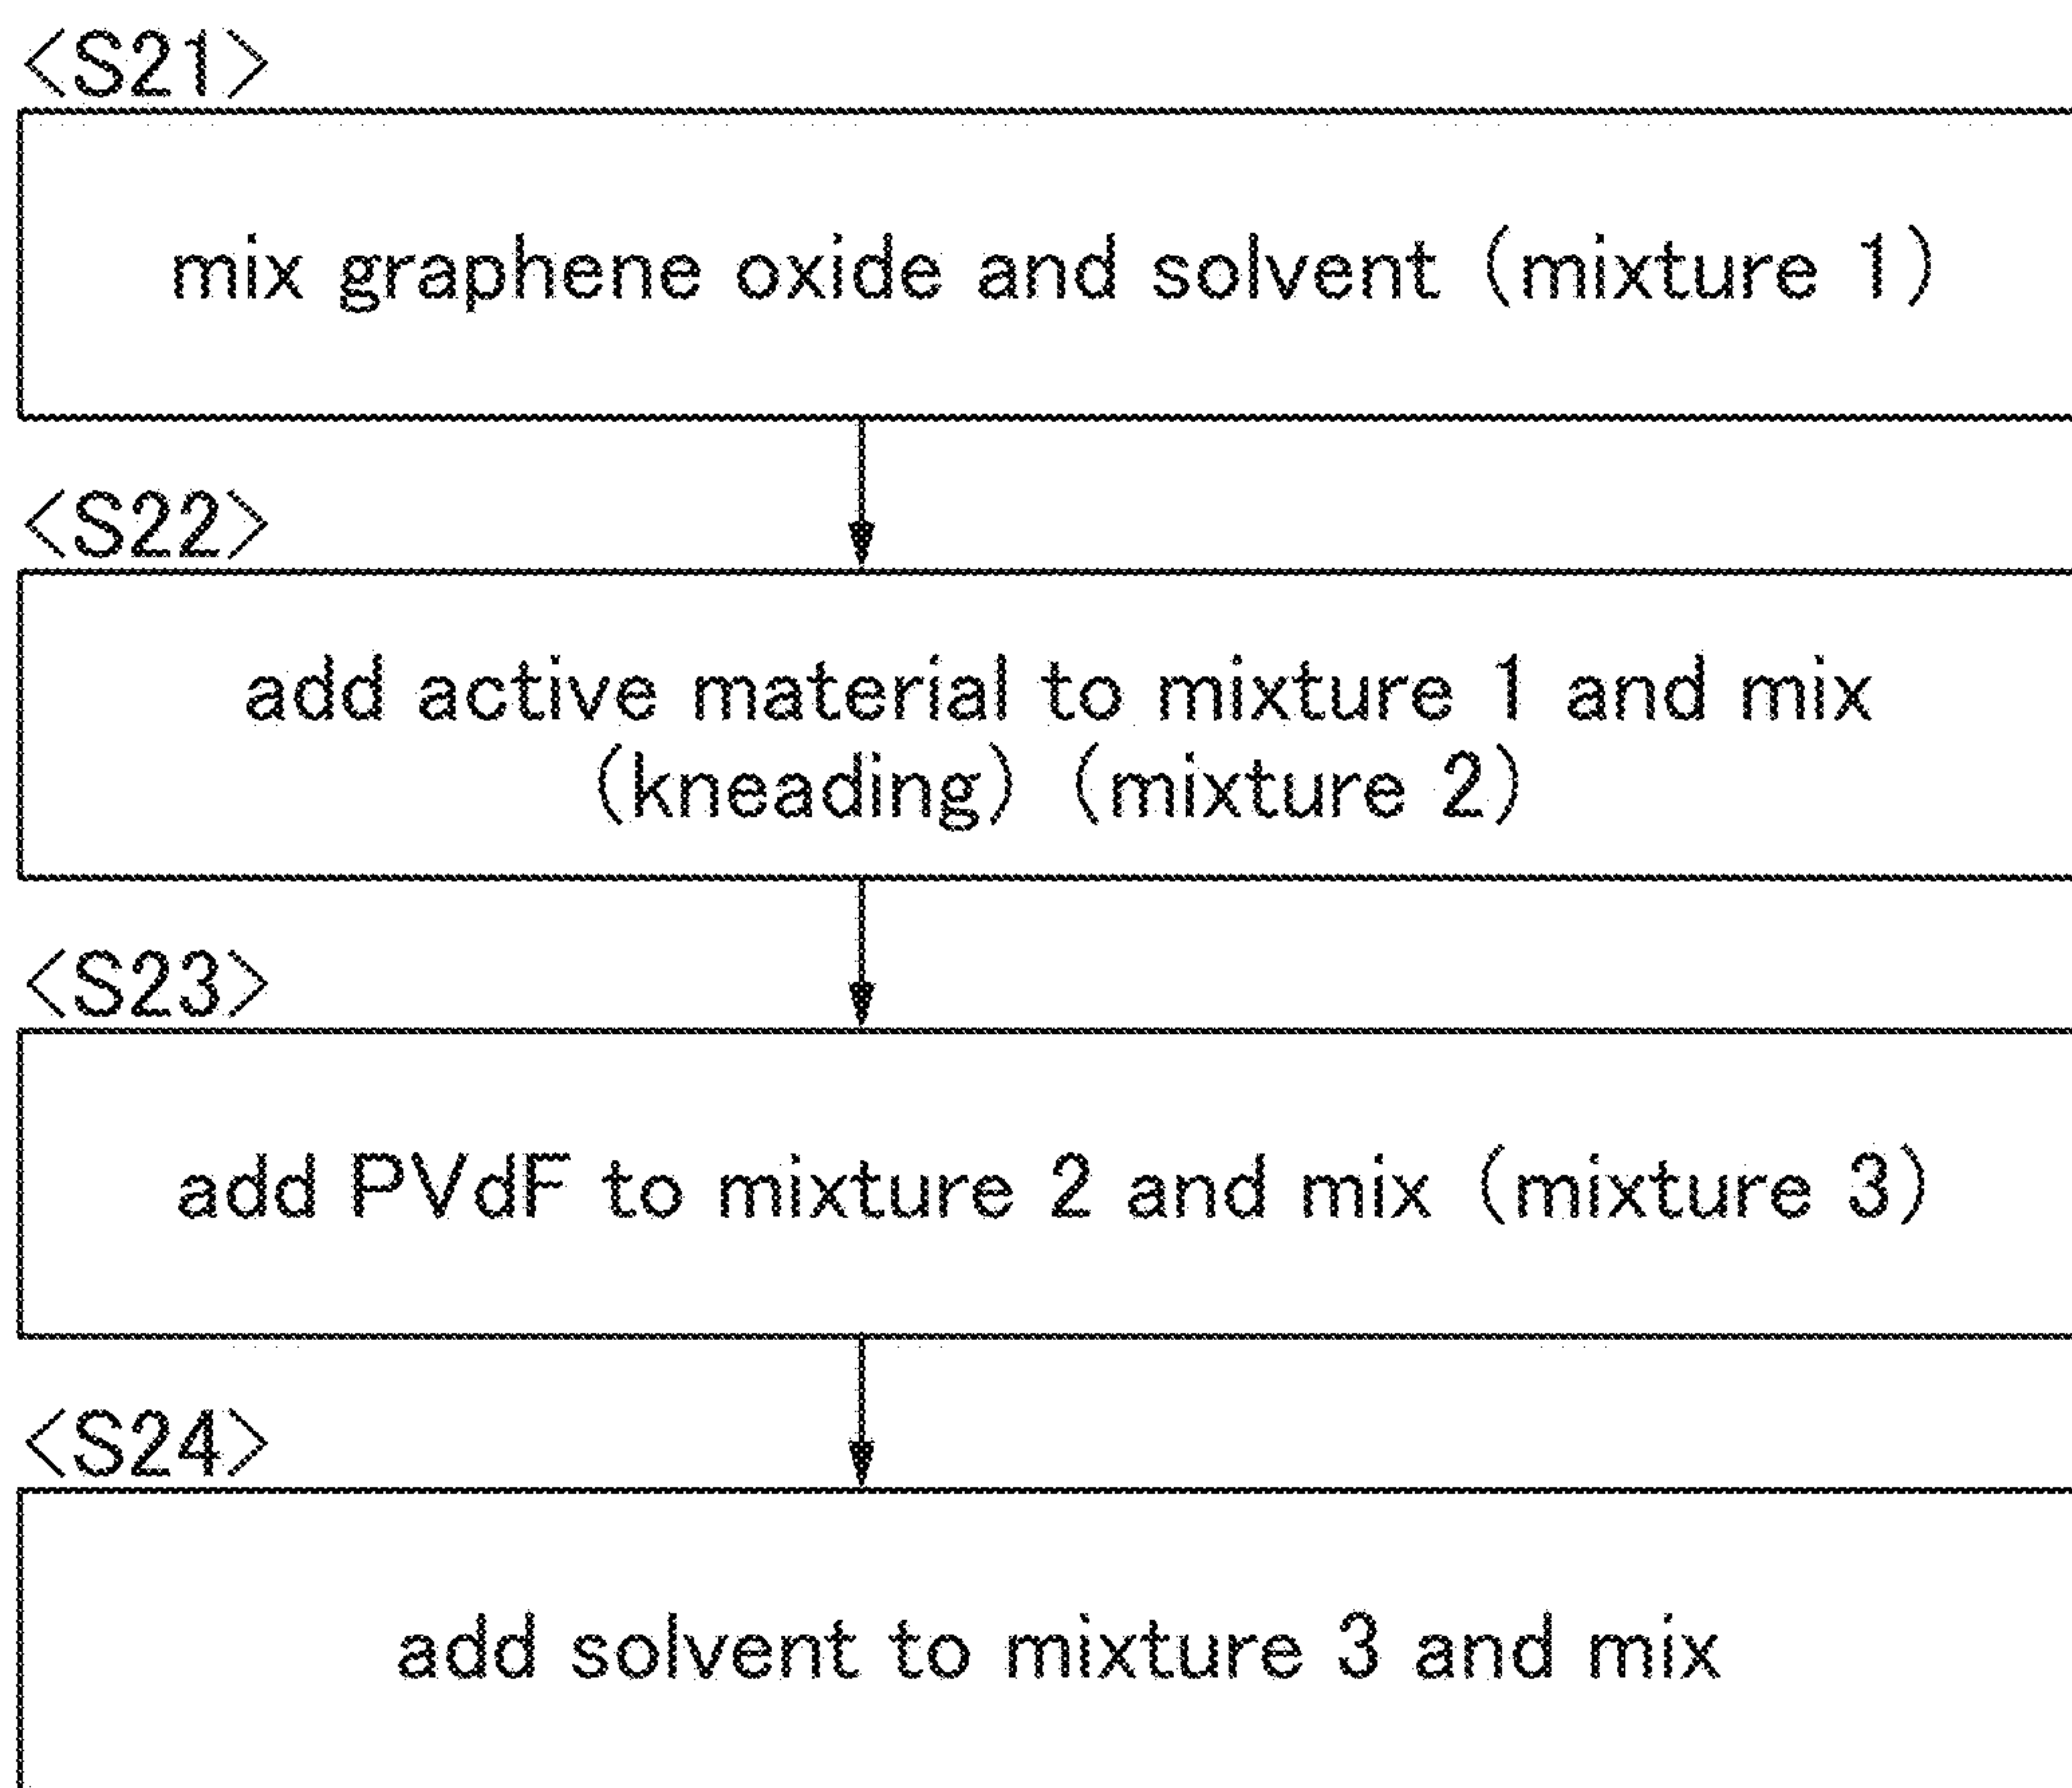 <S21>
mix graphene oxide and solvent (mixture 1)
<S22>
add active material to mixture 1 and mix
(kneading) (mixture 2)
<S23>
add PVdF to mixture 2 and mix (mixture 3)
<S24>
add solvent to mixture 3 and mix